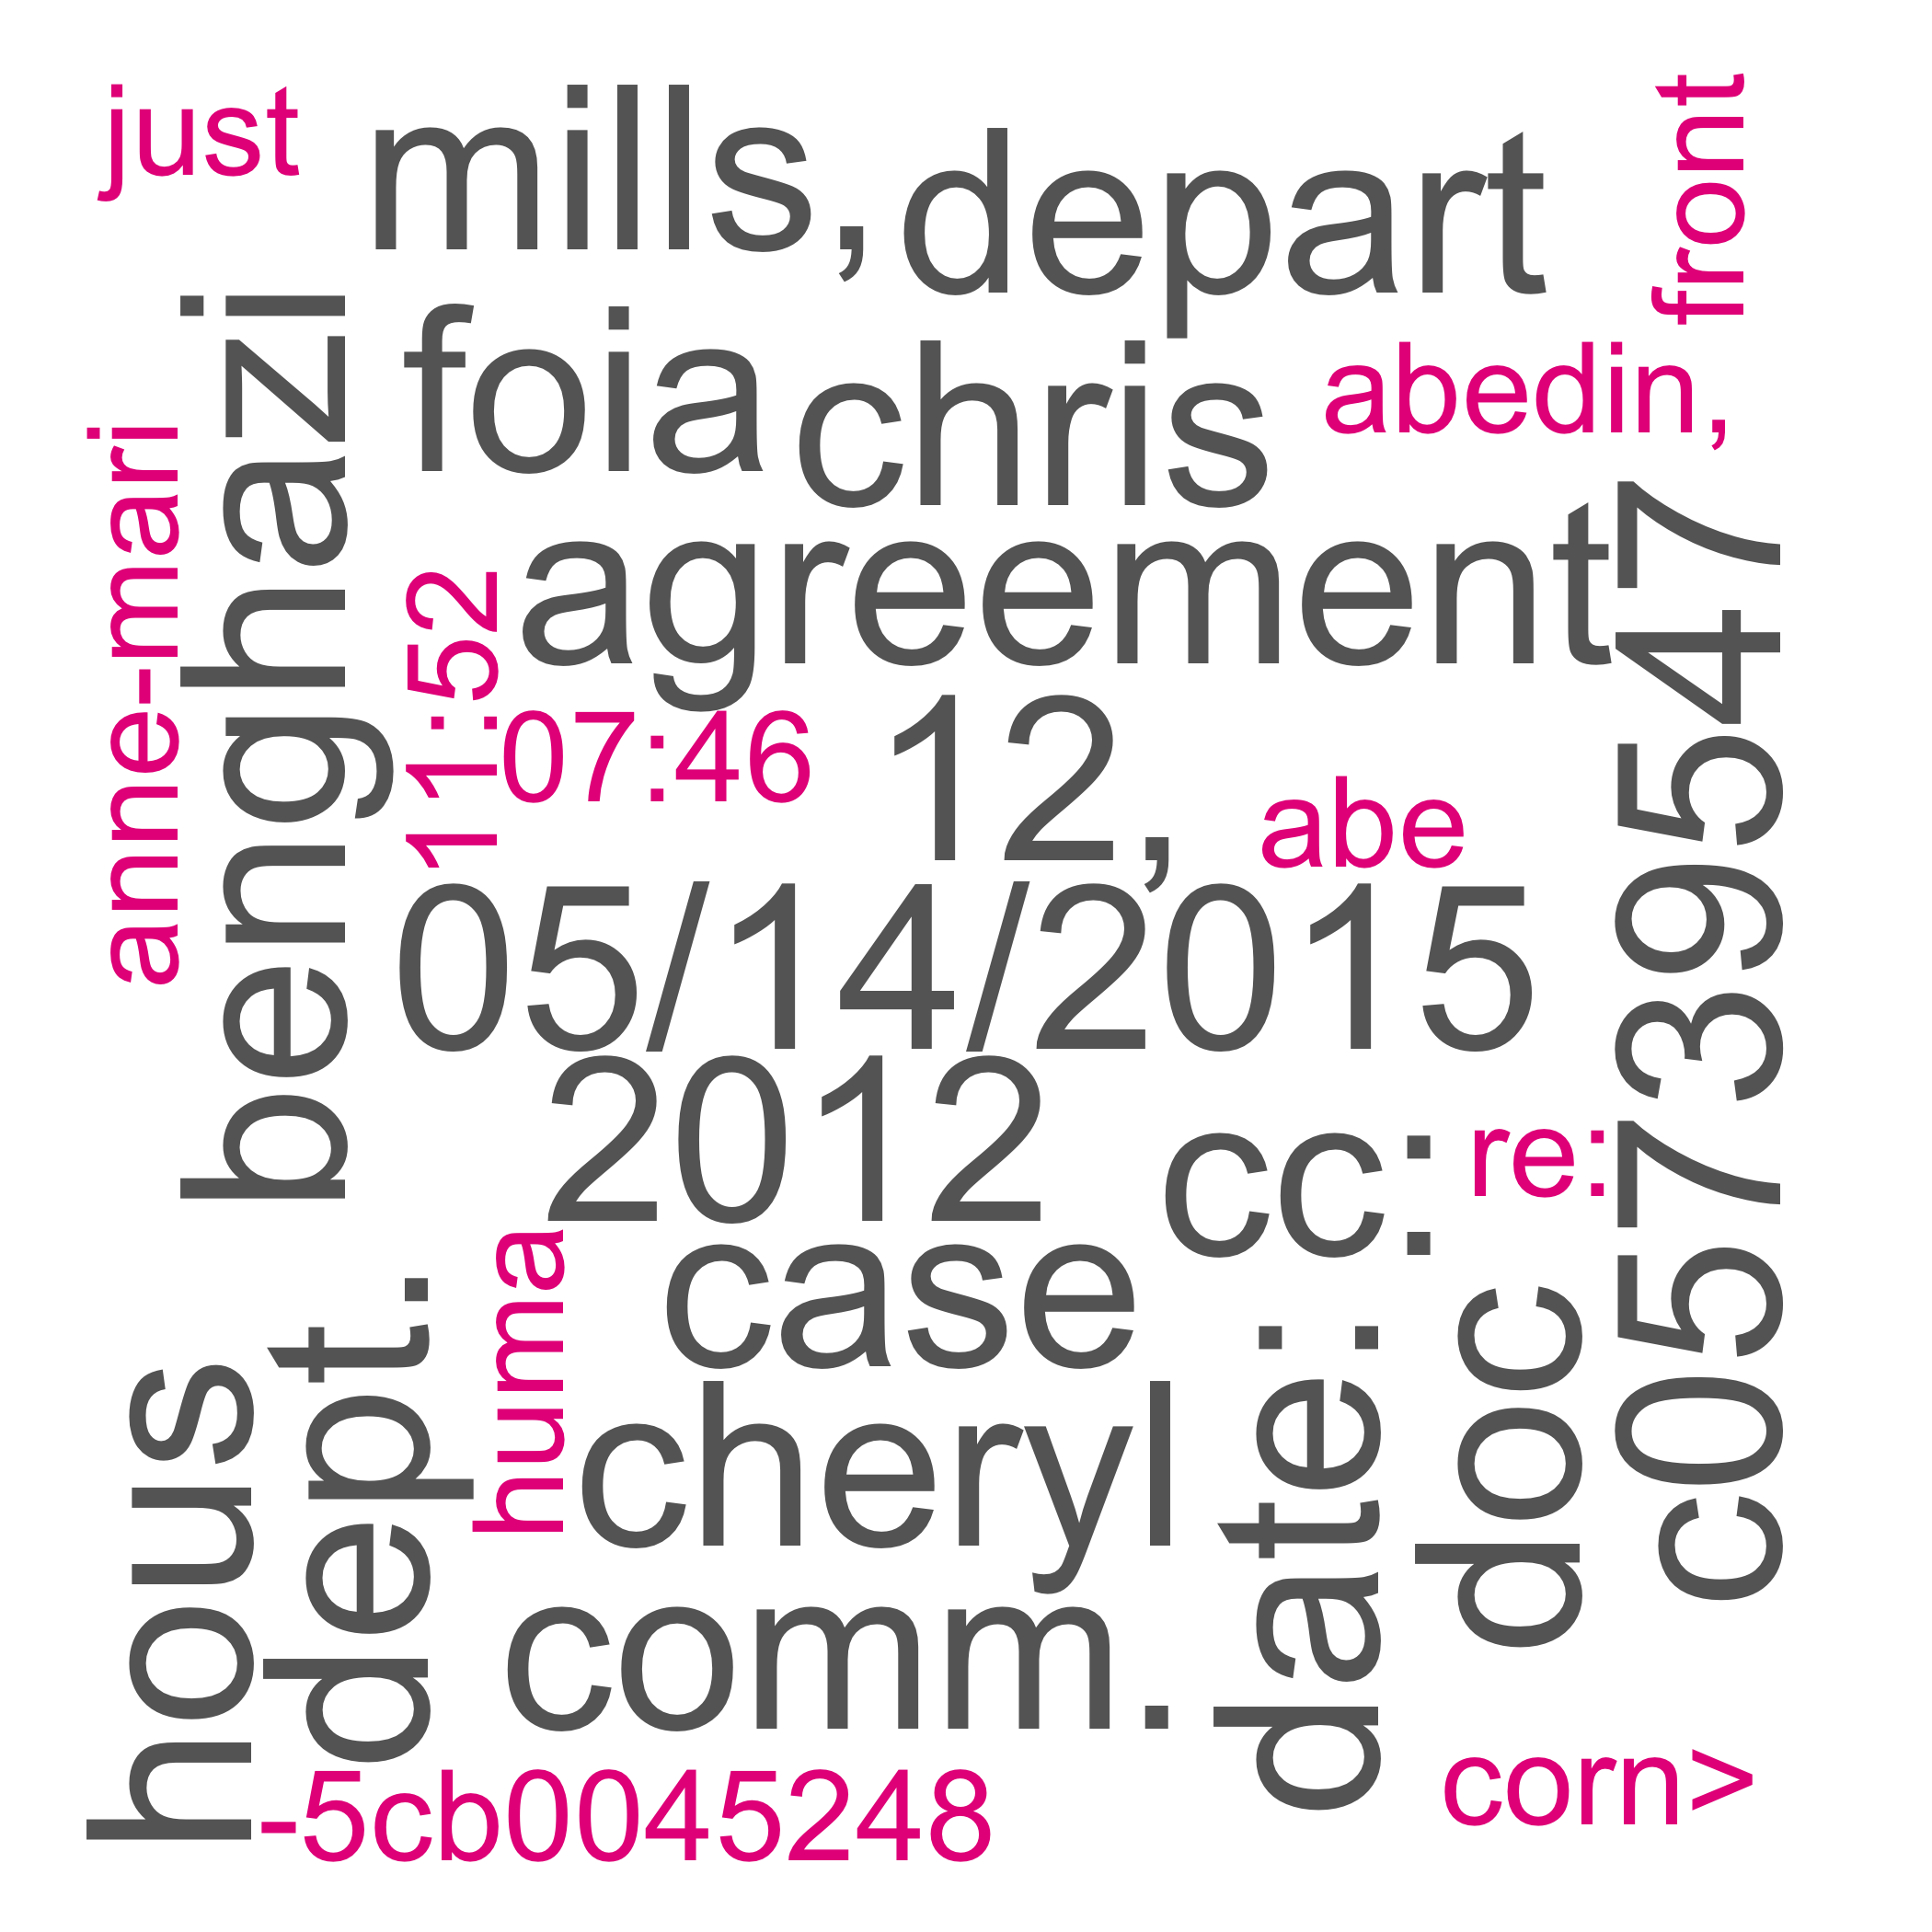 just
mills,
depart
front
foia
chris
abedin,
benghazi
anne-mari
agreement
11:52
07:46
12,
abe
c05739547
05/14/2015
2012
cc:
re:
huma
case
dept.
hous
cheryl
date:
doc
comm.
-5cb0045248
corn>